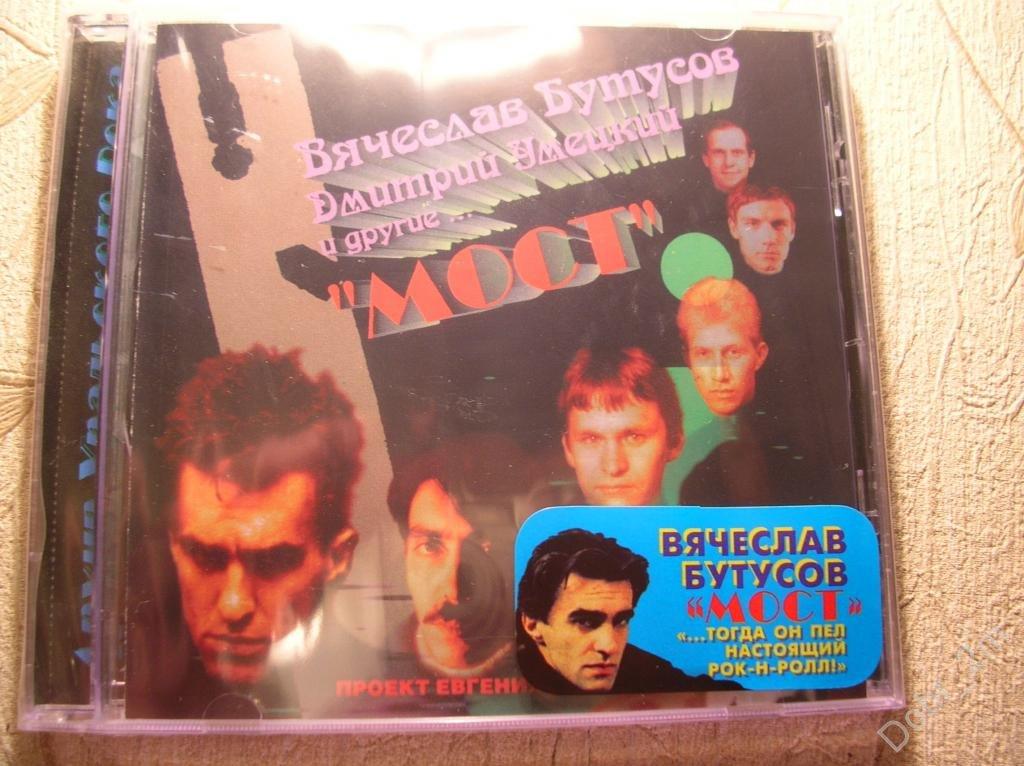 Архив Уральского Рока
Вячеслав Бутусов
Дмитрий Умецкий
и другие ...
"МОСТ"
ПРОЕКТ ЕВГЕНИ
ВЯЧЕСЛАВ
БУТУСОВ
“МОСТ”
«...ТОГДА ОН ПЕЛ
НАСТОЯЩИЙ
РОК-Н-РОЛЛ!»